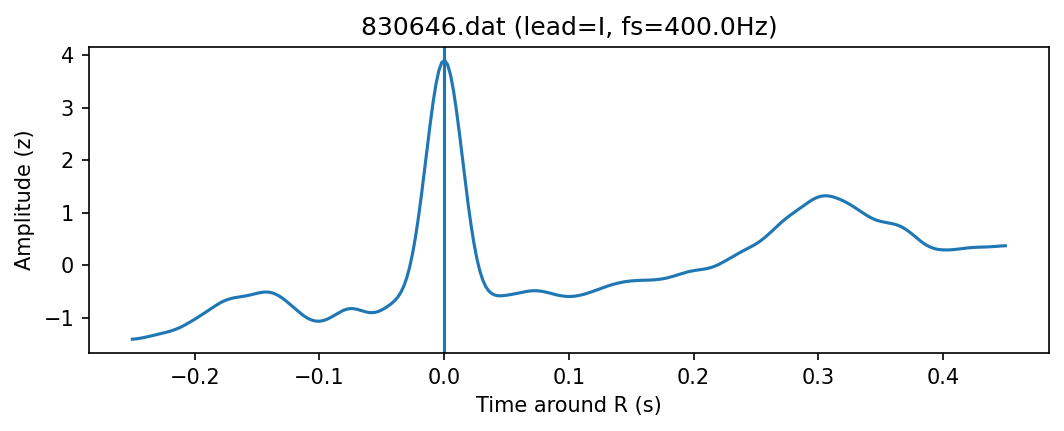 830646.dat (lead=I, fs=400.0Hz)
4
3
2
1
0
−1
Amplitude (z)
−0.2 −0.1 0.0 0.1 0.2 0.3 0.4
Time around R (s)